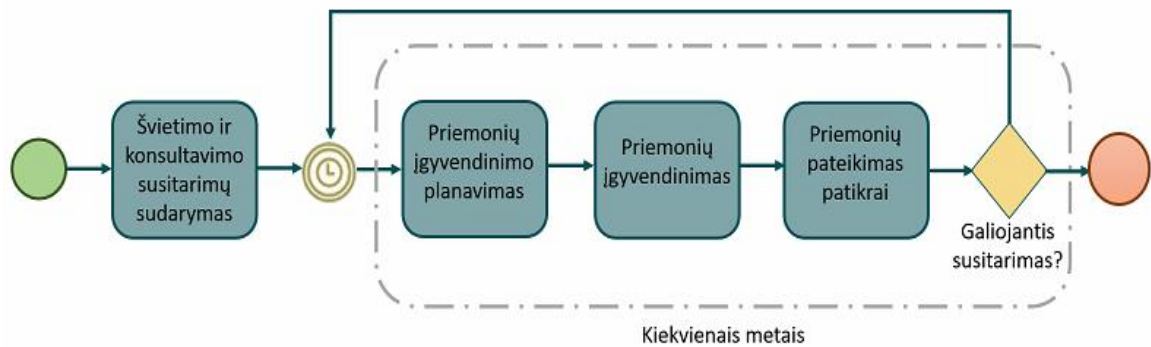 Švietimo ir
konsultavimo
susitarimų
sudarymas
Priemonių
įgyvendinimo
planavimas
Priemonių
įgyvendinimas
Priemonių
pateikimas
patikrai
Galiojantis
susitarimas?
Kiekvienais metais